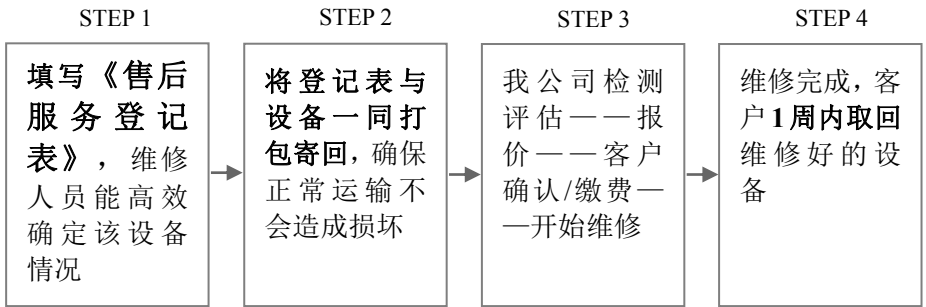 STEP 1
STEP 2
STEP 3
STEP 4
填写《售后
服务登记
表》，维修
人员能高效
确定该设备
情况
将登记表与
设备一同打
包寄回，确保
正常运输不
会造成损坏
我公司检测
评估——报
价——客户
确认/缴费—
—开始维修
维修完成，客
户1周内取回
维修好的设
备